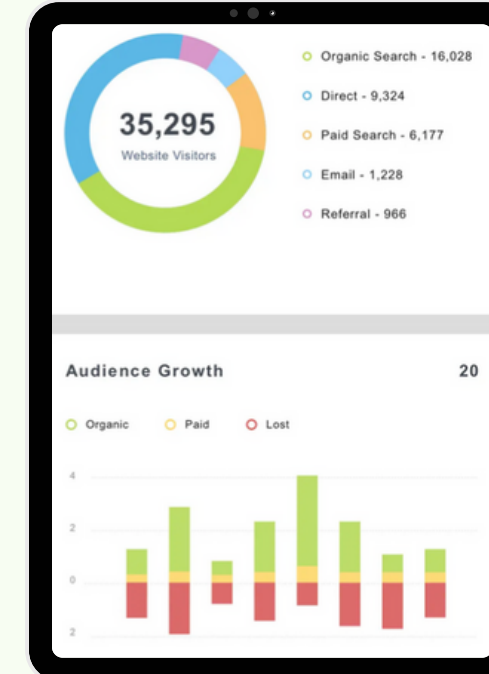 35,295
Website Visitors
Organic Search - 16,028
Direct - 9,324
Paid Search - 6,177
Email - 1,228
Referral - 966
Audience Growth
20
Organic
Paid
Lost
4
2
0
2